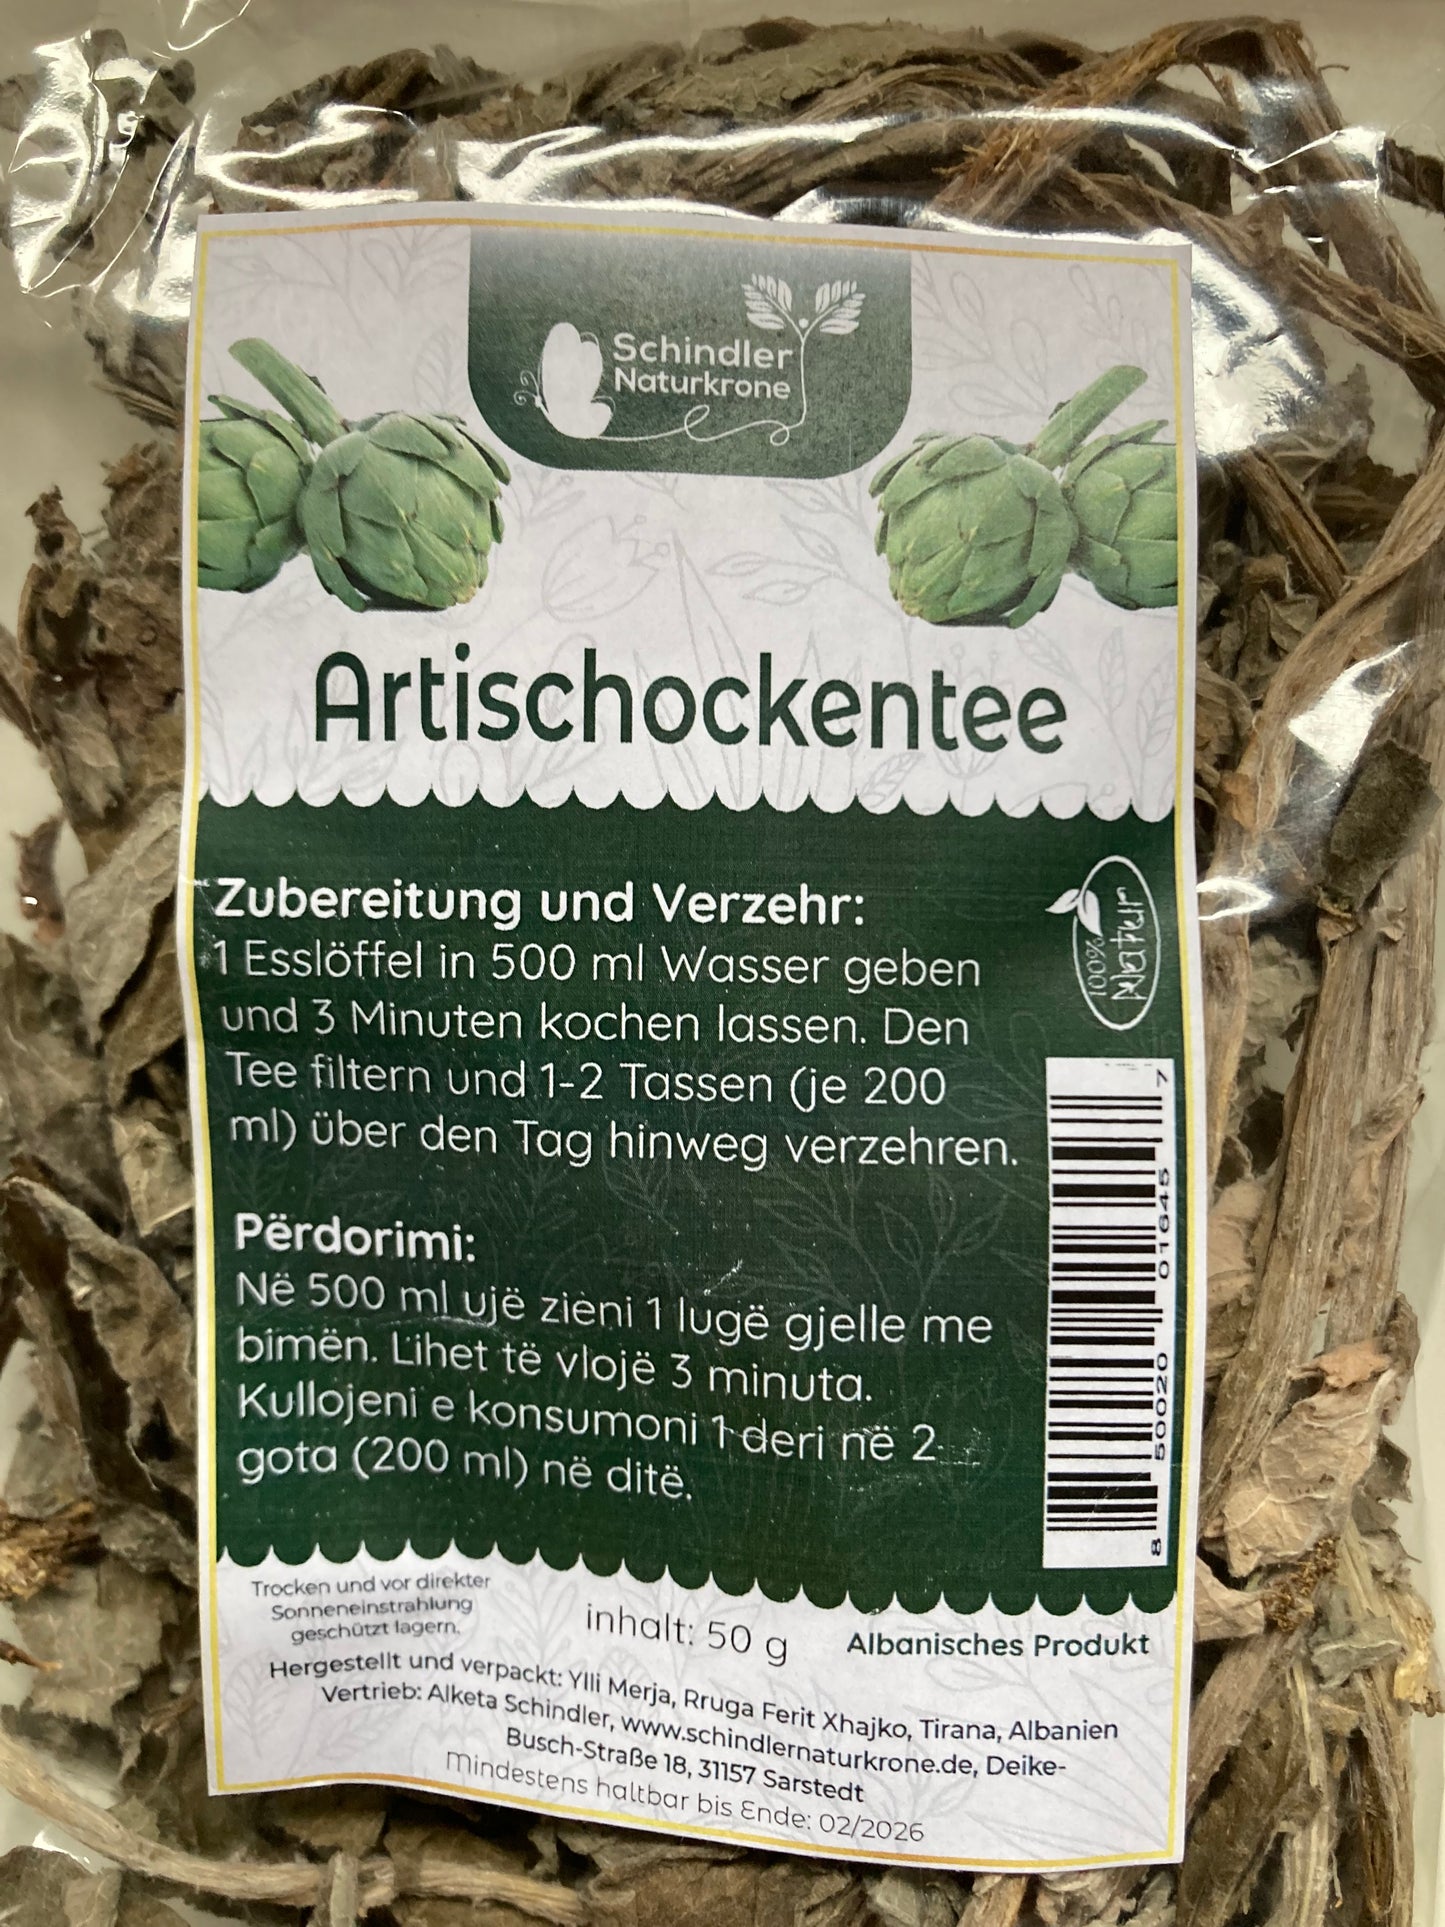 Schindler
Naturkrone
Artischockentee
Zubereitung und Verzehr:
1 Esslöffel in 500 ml Wasser geben
und 3 Minuten kochen lassen. Den
Tee filtern und 1-2 Tassen (je 200
ml) über den Tag hinweg verzehren.
100%
Natur
Përdorimi:
Në 500 ml ujë zieni 1 lugë gjelle me
bimën. Lihet të vlojë 3 minuta.
Kullojeni e konsumoni 1 deri në 2
gota (200 ml) në ditë.
8 50020 01645 7
Trocken und vor direkter
Sonneneinstrahlung
geschützt lagern.
inhalt: 50 g
Albanisches Produkt
Hergestellt und verpackt: Ylli Merja, Rruga Ferit Xhajko, Tirana, Albanien
Vertrieb: Alketa Schindler, www.schindlernaturkrone.de, Deike-
Busch-Straße 18, 31157 Sarstedt
Mindestens haltbar bis Ende: 02/2026